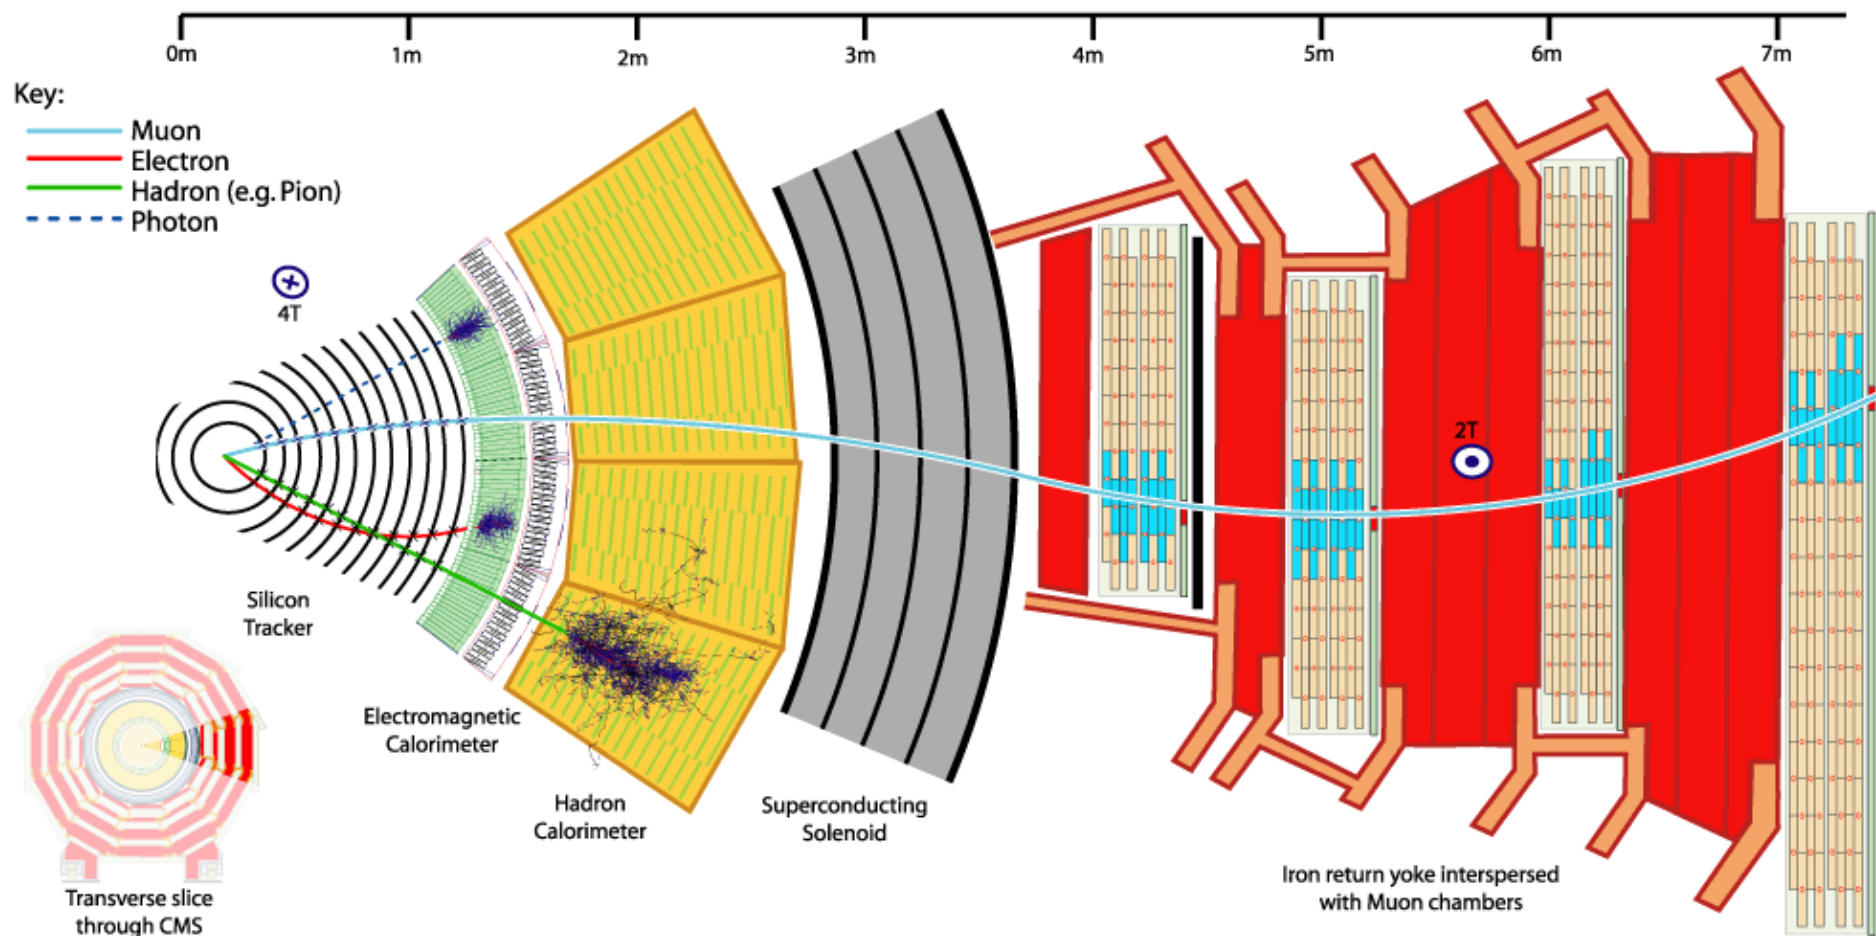 0m 1m 2m 3m 4m 5m 6m 7m
Key:
Muon
Electron
Hadron (e.g. Pion)
Photon
4T
2T
Silicon
Tracker
Electromagnetic
Calorimeter
Hadron
Calorimeter
Superconducting
Solenoid
Iron return yoke interspersed
with Muon chambers
Transverse slice
through CMS